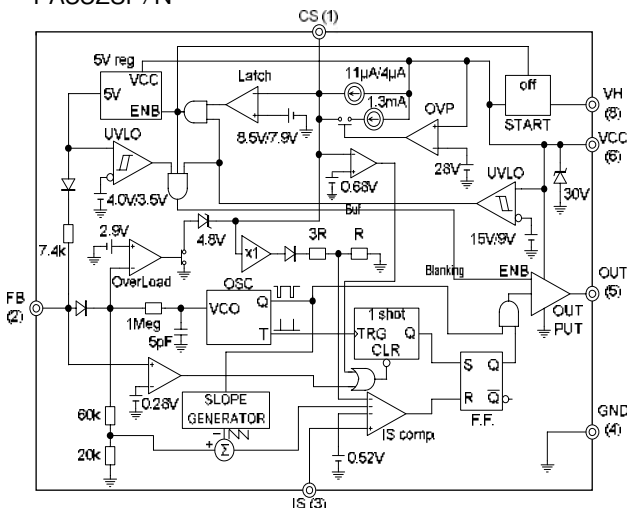 CS (1)
5V reg
VCC
5V
ENB
Latch
11µA/4µA
1.3mA
OVP
off
START
VH
(8)
VCC
(6)
8.5V/7.9V
UVLO
4.0V/3.5V
0.68V
28V
UVLO
30V
15V/9V
7.4k
2.9V
4.8V
Buf
x1
3R
R
OverLoad
OSC
Blanking
ENB
OUT
(5)
OUT
PUT
FB
(2)
1Meg
5pF
VCO
Q
T
1 shot
TRG
Q
CLR
S
Q
R
Q
F.F.
0.28V
SLOPE
GENERATOR
60k
20k
+
−
Σ
IS comp.
0.52V
GND
(4)
IS (3)